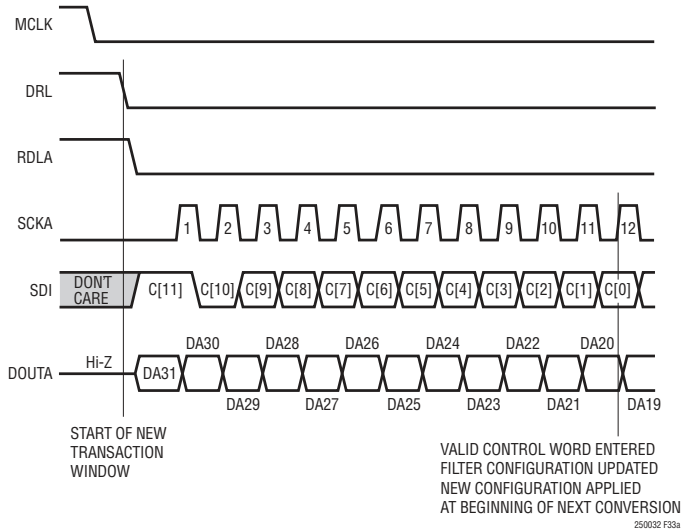 MCLK
DRL
RDLA
SCKA
1 2 3 4 5 6 7 8 9 10 11 12
SDI
DON'T
CARE
C[11] C[10] C[9] C[8] C[7] C[6] C[5] C[4] C[3] C[2] C[1] C[0]
DA30 DA28 DA26 DA24 DA22 DA20
DOUTA Hi-Z DA31
DA29 DA27 DA25 DA23 DA21 DA19
START OF NEW
TRANSACTION
WINDOW
VALID CONTROL WORD ENTERED
FILTER CONFIGURATION UPDATED
NEW CONFIGURATION APPLIED
AT BEGINNING OF NEXT CONVERSION
250032 F33a